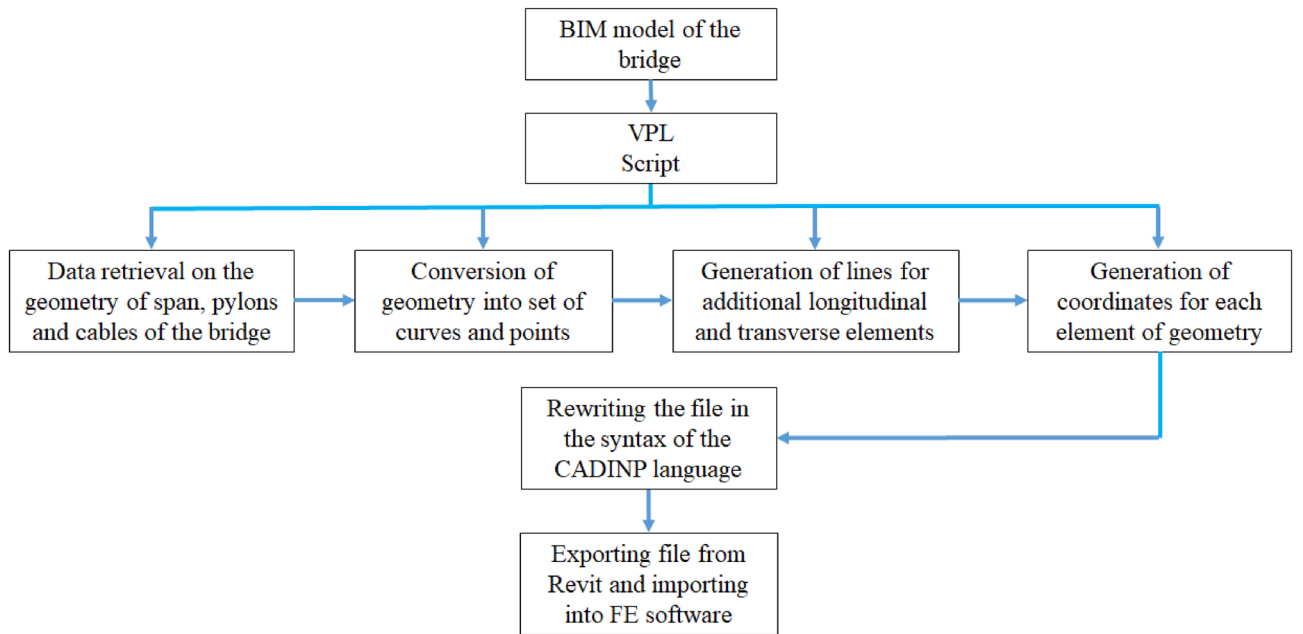 BIM model of the
bridge
VPL
Script
Data retrieval on the
geometry of span, pylons
and cables of the bridge
Conversion of
geometry into set of
curves and points
Generation of lines for
additional longitudinal
and transverse elements
Generation of
coordinates for each
element of geometry
Rewriting the file in
the syntax of the
CADINP language
Exporting file from
Revit and importing
into FE software